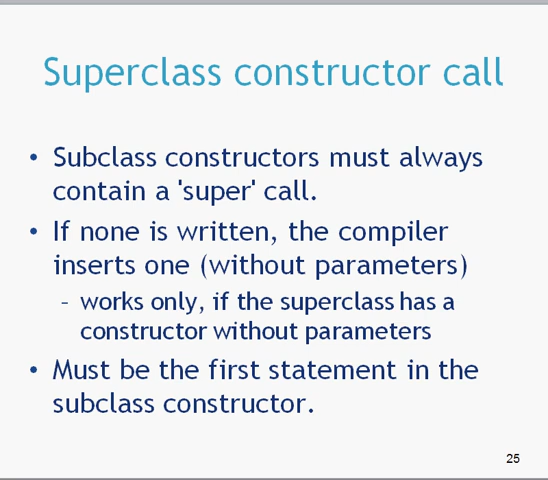 Superclass constructor call
• Subclass constructors must always
contain a 'super' call.
• If none is written, the compiler
inserts one (without parameters)
– works only, if the superclass has a
constructor without parameters
• Must be the first statement in the
subclass constructor.
25